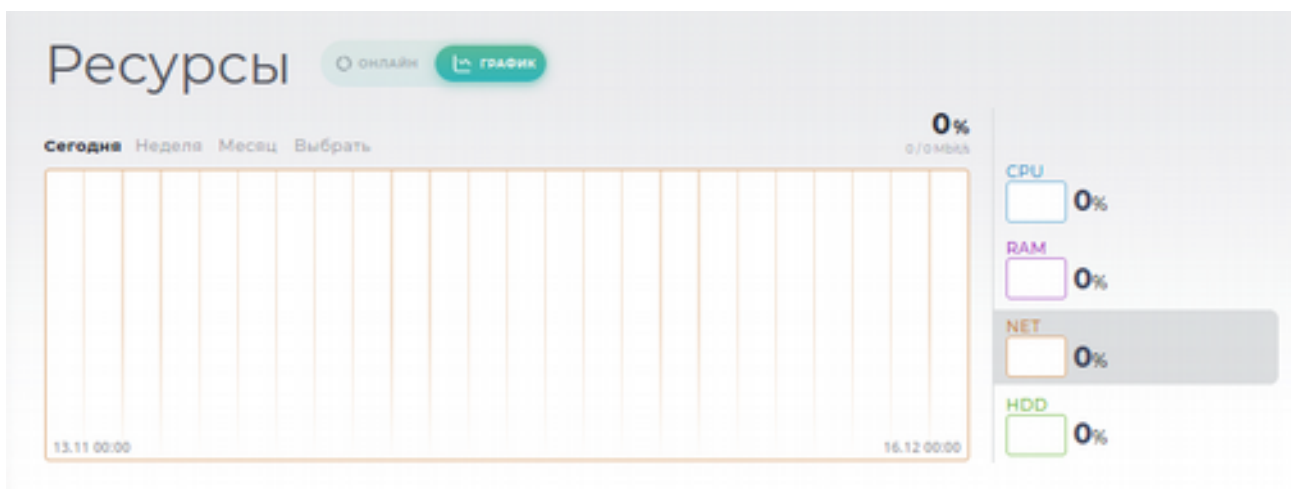 Ресурсы
ОНЛАЙН ГРАФИК
Сегодня Неделя Месяц Выбрать
0%
0 / 0 Mbit/s
CPU
0%
RAM
0%
NET
0%
HDD
0%
13.11 00:00 16.12 00:00